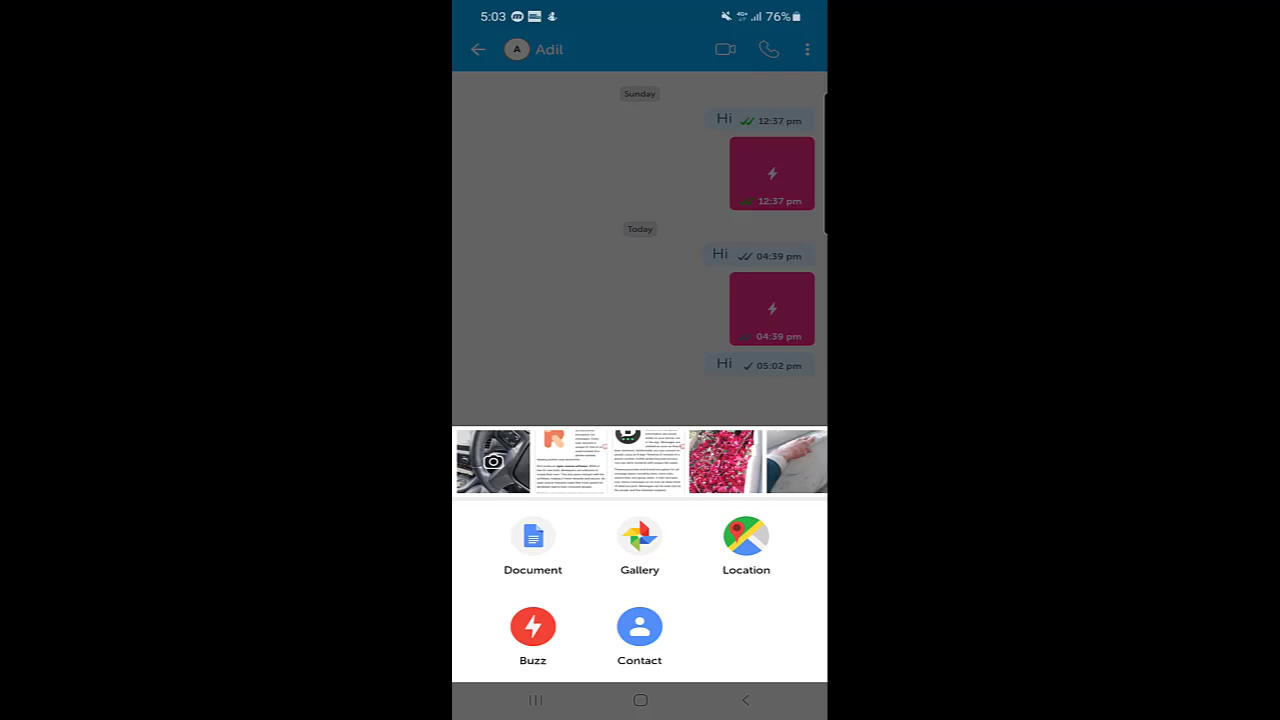 5:03 76%
A Adil
Sunday
Hi 12:37 pm
12:37 pm
Today
Hi 04:39 pm
04:39 pm
Hi 05:02 pm
Document Gallery Location
Buzz Contact